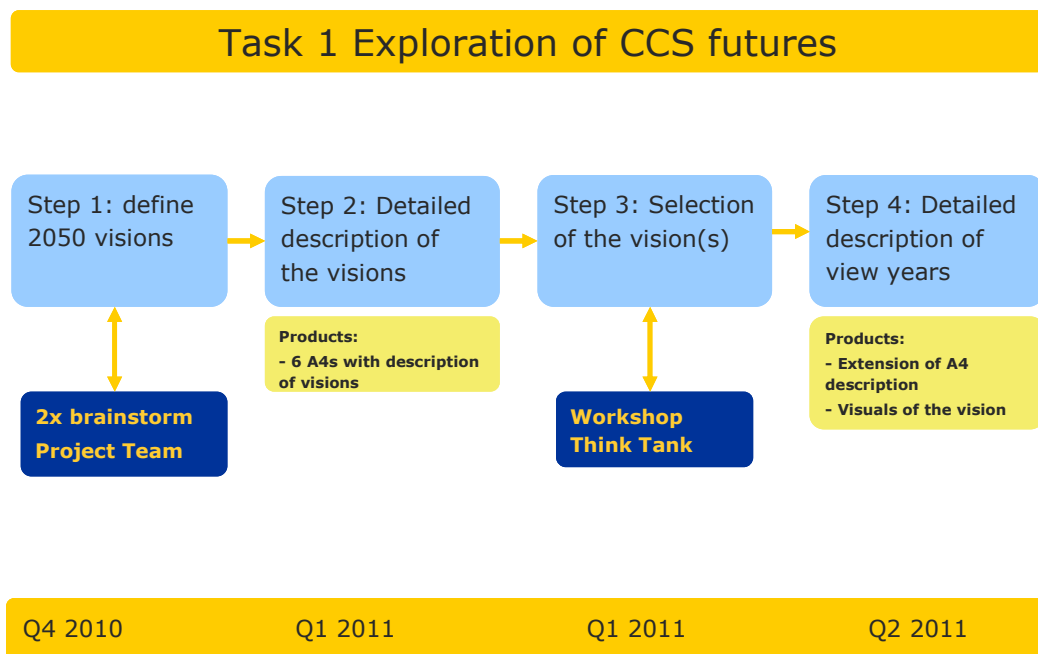 Task 1 Exploration of CCS futures
Step 1: define
2050 visions
Step 2: Detailed
description of
the visions
Step 3: Selection
of the vision(s)
Step 4: Detailed
description of
view years
Products:
- 6 A4s with description
of visions
Products:
- Extension of A4
description
- Visuals of the vision
2x brainstorm
Project Team
Workshop
Think Tank
Q4 2010
Q1 2011
Q1 2011
Q2 2011